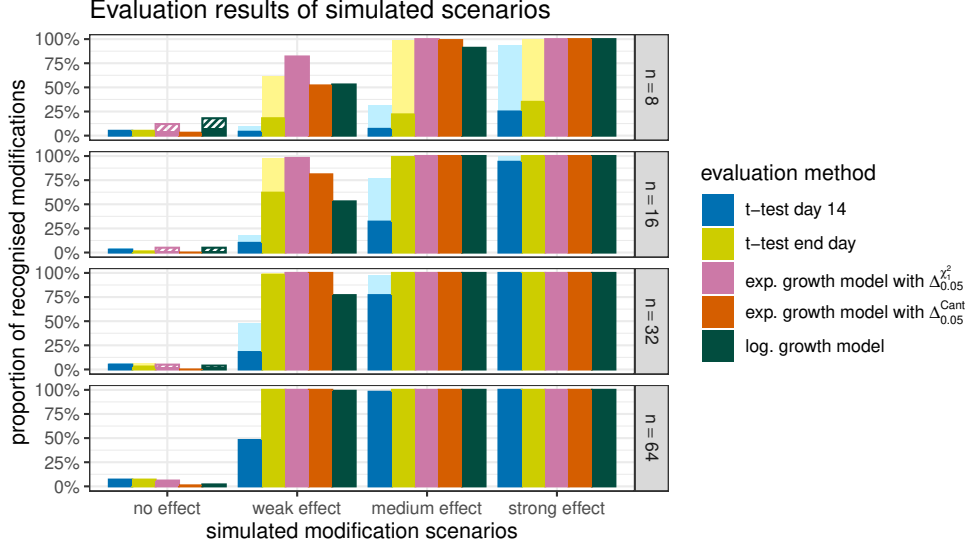 Evaluation results of simulated scenarios
proportion of recognised modifications
100%
75%
50%
25%
0%
n = 8
100%
75%
50%
25%
0%
n = 16
100%
75%
50%
25%
0%
n = 32
100%
75%
50%
25%
0%
n = 64
no effect
weak effect
medium effect
strong effect
simulated modification scenarios
evaluation method
t−test day 14
t−test end day
exp. growth model with Δ^{χ²₁}_{0.05}
exp. growth model with Δ^{Cant}_{0.05}
log. growth model